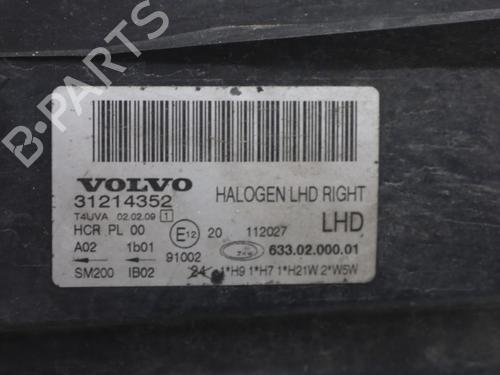 B-PARTS
VOLVO
31214352
HALOGEN LHD RIGHT
T4UVA 02.02.09 1
LHD
HCR PL 00
E12 20 112027
A02 1b01
91002
633.02.000.01
SM200 IB02
24 1*H9 1*H7 1*H21W 2*W5W